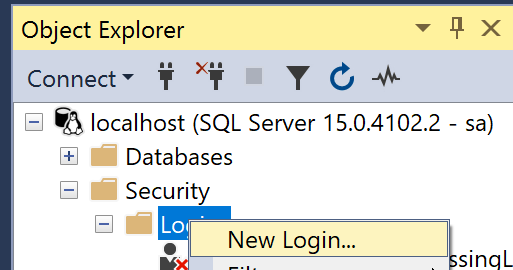 Object Explorer
Connect
localhost (SQL Server 15.0.4102.2 - sa)
Databases
Security
New Login...